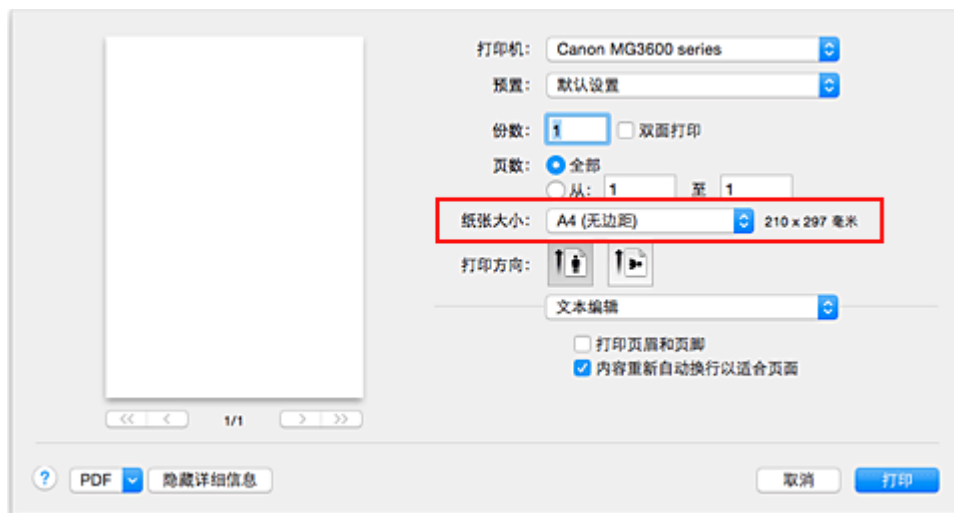 打印机: Canon MG3600 series
预置: 默认设置
份数: 1 双面打印
页数: 全部
从: 1 至 1
纸张大小: A4 (无边距) 210 x 297 毫米
打印方向:
文本编辑
打印页眉和页脚
内容重新自动换行以适合页面
<< < 1/1 > >>
? PDF 隐藏详细信息 取消 打印